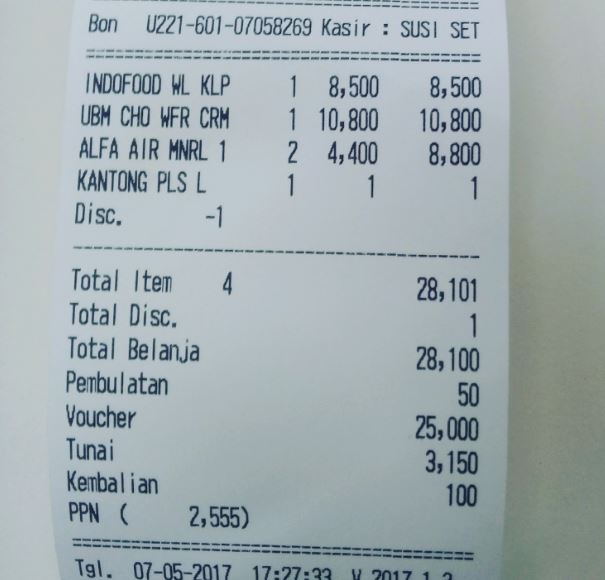 Bon U221-601-07058269 Kasir : SUSI SET
INDOFOOD WL KLP 1 8,500 8,500
UBM CHO WFR CRM 1 10,800 10,800
ALFA AIR MNRL 1 2 4,400 8,800
KANTONG PLS L 1 1 1
Disc. -1
Total Item 4 28,101
Total Disc. 1
Total Belanja 28,100
Pembulatan 50
Voucher 25,000
Tunai 3,150
Kembalian 100
PPN ( 2,555)
Tgl. 07-05-2017 17:27:33 V.2017.1.2